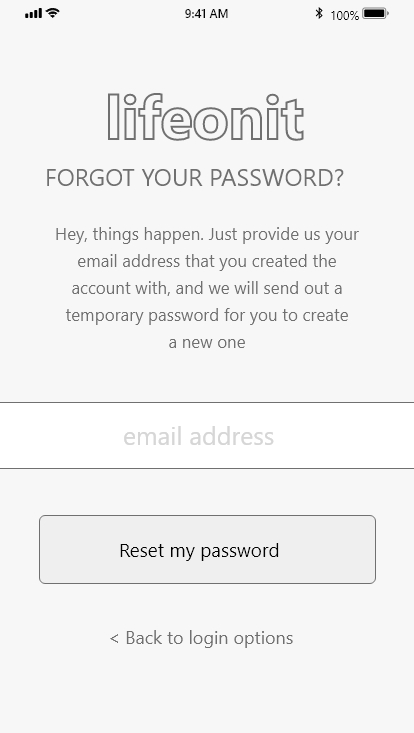 9:41 AM 100%
lifeonit
FORGOT YOUR PASSWORD?
Hey, things happen. Just provide us your
email address that you created the
account with, and we will send out a
temporary password for you to create
a new one
email address
Reset my password
< Back to login options